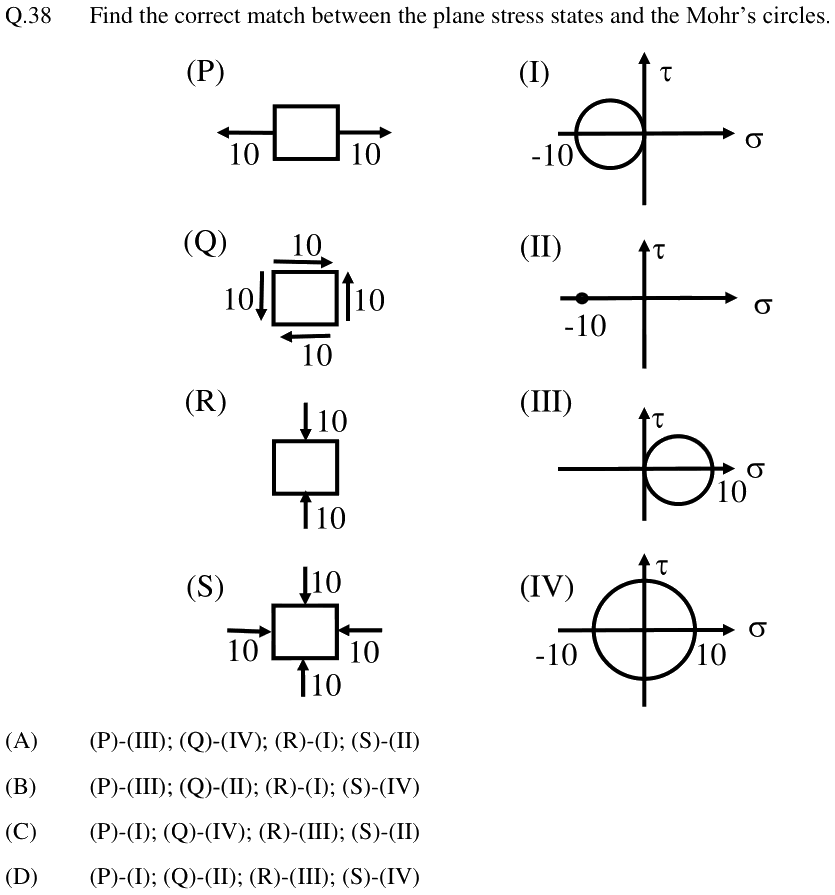 Q.38 Find the correct match between the plane stress states and the Mohr's circles.
(P) (I) τ
10 10 -10 σ
(Q) 10 (II) τ
10 10 σ
10 -10
(R) 10 (III) τ
σ
10 10
(S) 10 (IV) τ
10 10 -10 10 σ
10
(A) (P)-(III); (Q)-(IV); (R)-(I); (S)-(II)
(B) (P)-(III); (Q)-(II); (R)-(I); (S)-(IV)
(C) (P)-(I); (Q)-(IV); (R)-(III); (S)-(II)
(D) (P)-(I); (Q)-(II); (R)-(III); (S)-(IV)